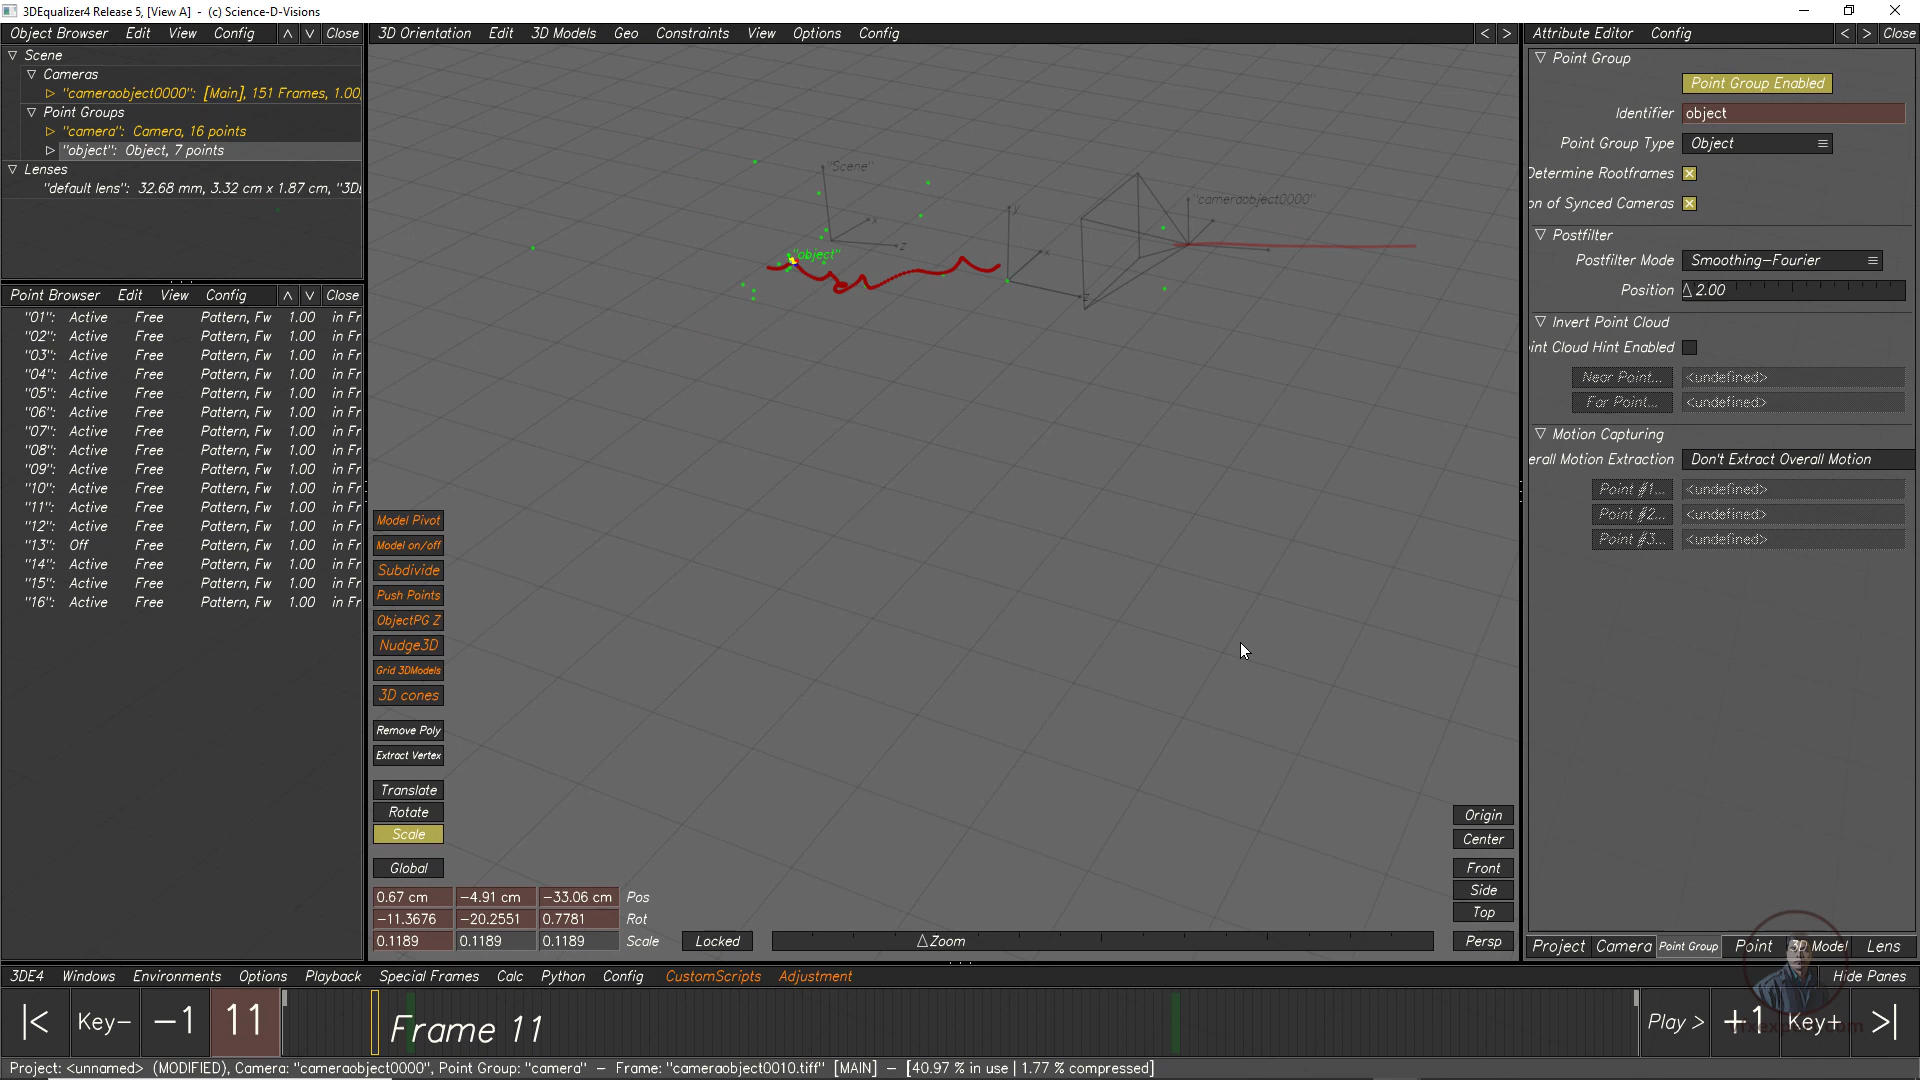 3DEqualizer4 Release 5, [View A]  -  (c) Science-D-Visions
Object Browser Edit View Config Close
Scene
Cameras
"cameraobject0000": [Main], 151 Frames, 1.00,
Point Groups
"camera": Camera, 16 points
"object": Object, 7 points
Lenses
"default lens": 32.68 mm, 3.32 cm x 1.87 cm, "3D
Point Browser Edit View Config Close
"01": Active Free Pattern, Fw 1.00 in Fr
"02": Active Free Pattern, Fw 1.00 in Fr
"03": Active Free Pattern, Fw 1.00 in Fr
"04": Active Free Pattern, Fw 1.00 in Fr
"05": Active Free Pattern, Fw 1.00 in Fr
"06": Active Free Pattern, Fw 1.00 in Fr
"07": Active Free Pattern, Fw 1.00 in Fr
"08": Active Free Pattern, Fw 1.00 in Fr
"09": Active Free Pattern, Fw 1.00 in Fr
"10": Active Free Pattern, Fw 1.00 in Fr
"11": Active Free Pattern, Fw 1.00 in Fr
"12": Active Free Pattern, Fw 1.00 in Fr
"13": Off Free Pattern, Fw 1.00 in Fr
"14": Active Free Pattern, Fw 1.00 in Fr
"15": Active Free Pattern, Fw 1.00 in Fr
"16": Active Free Pattern, Fw 1.00 in Fr
3D Orientation Edit 3D Models Geo Constraints View Options Config < >
"Scene"
x
z
"object"
y
z
"cameraobject0000"
Model Pivot
Model on/off
Subdivide
Push Points
ObjectPG Z
Nudge3D
Grid 3DModels
3D cones
Remove Poly
Extract Vertex
Translate
Rotate
Scale
Global
0.67 cm -4.91 cm -33.06 cm Pos
-11.3676 -20.2551 0.7781 Rot
0.1189 0.1189 0.1189 Scale Locked Zoom
Origin
Center
Front
Side
Top
Persp
Attribute Editor Config < > Close
Point Group
Point Group Enabled
Identifier object
Point Group Type Object
Determine Rootframes
on of Synced Cameras
Postfilter
Postfilter Mode Smoothing-Fourier
Position 2.00
Invert Point Cloud
int Cloud Hint Enabled
Near Point... <undefined>
Far Point... <undefined>
Motion Capturing
erall Motion Extraction Don't Extract Overall Motion
Point #1... <undefined>
Point #2... <undefined>
Point #3... <undefined>
Project Camera Point Group Point 3D Model Lens
3DE4 Windows Environments Options Playback Special Frames Calc Python Config CustomScripts Adjustment Hide Panes
|< Key- -1 11 Frame 11 Play > +1 Key+ >|
Project: <unnamed> (MODIFIED), Camera: "cameraobject0000", Point Group: "camera" - Frame: "cameraobject0010.tiff" [MAIN] - [40.97 % in use | 1.77 % compressed]